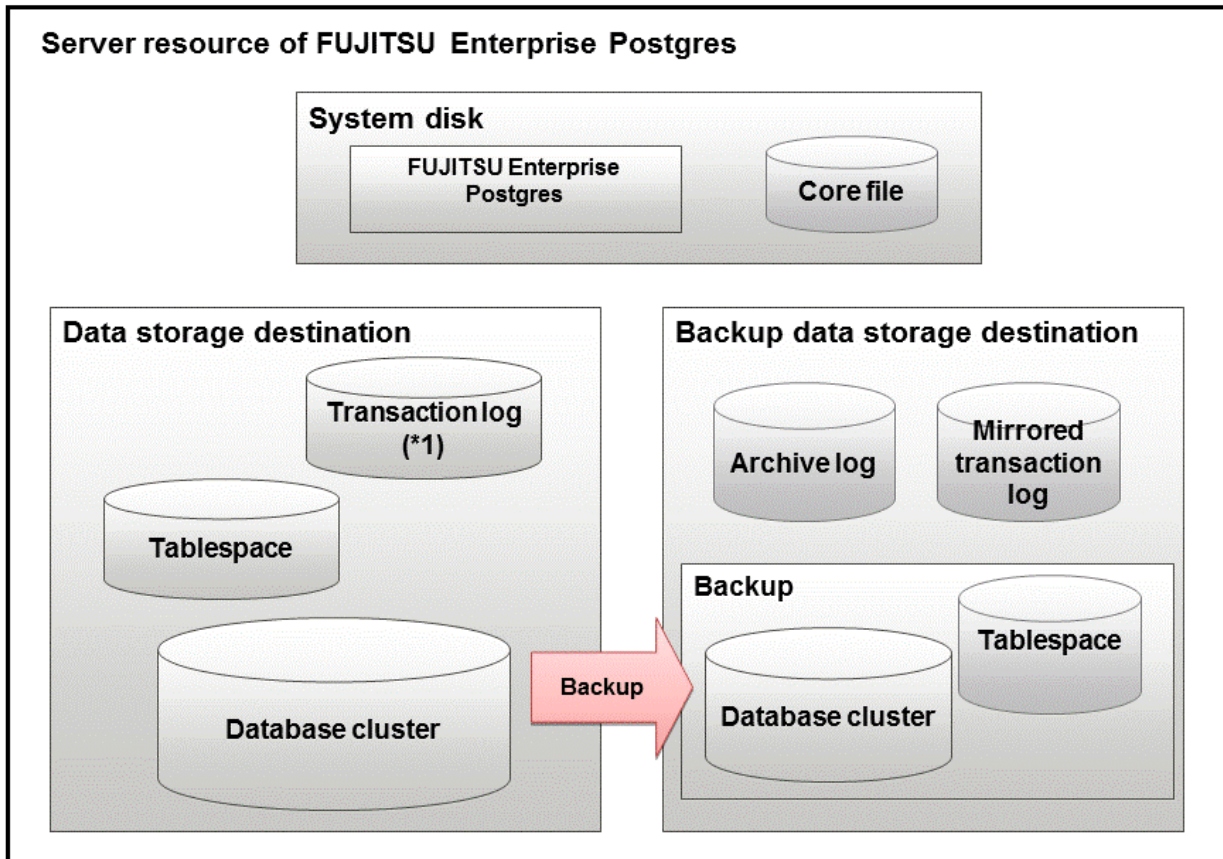 Server resource of FUJITSU Enterprise Postgres
System disk
FUJITSU Enterprise
Postgres
Core file
Data storage destination
Transaction log
(*1)
Tablespace
Database cluster
Backup
Backup data storage destination
Archive log
Mirrored
transaction
log
Backup
Tablespace
Database cluster